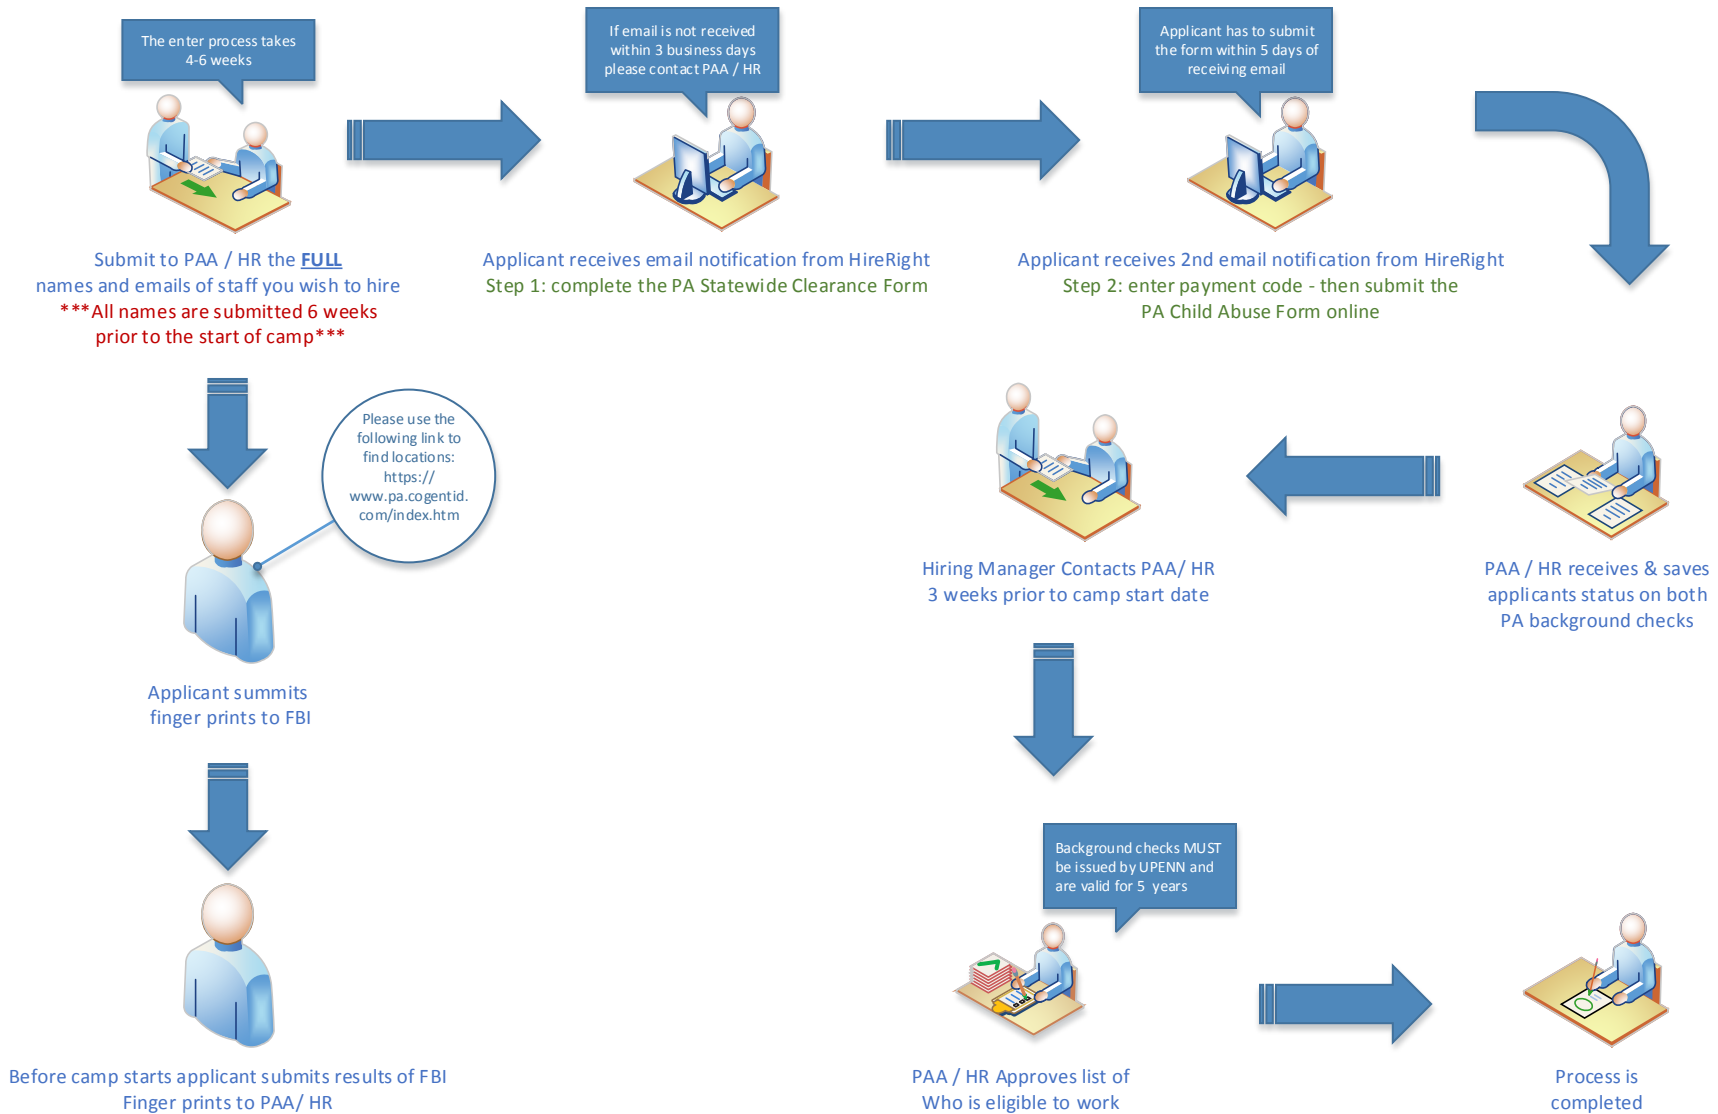 The enter process takes
4-6 weeks
If email is not received
within 3 business days
please contact PAA / HR
Applicant has to submit
the form within 5 days of
receiving email
Submit to PAA / HR the FULL
names and emails of staff you wish to hire
***All names are submitted 6 weeks
prior to the start of camp***
Applicant receives email notification from HireRight
Step 1: complete the PA Statewide Clearance Form
Applicant receives 2nd email notification from HireRight
Step 2: enter payment code - then submit the
PA Child Abuse Form online
Please use the
following link to
find locations:
https://
www.pa.cogentid.
com/index.htm
Hiring Manager Contacts PAA/ HR
3 weeks prior to camp start date
PAA / HR receives & saves
applicants status on both
PA background checks
Applicant summits
finger prints to FBI
Background checks MUST
be issued by UPENN and
are valid for 5 years
Before camp starts applicant submits results of FBI
Finger prints to PAA/ HR
PAA / HR Approves list of
Who is eligible to work
Process is
completed